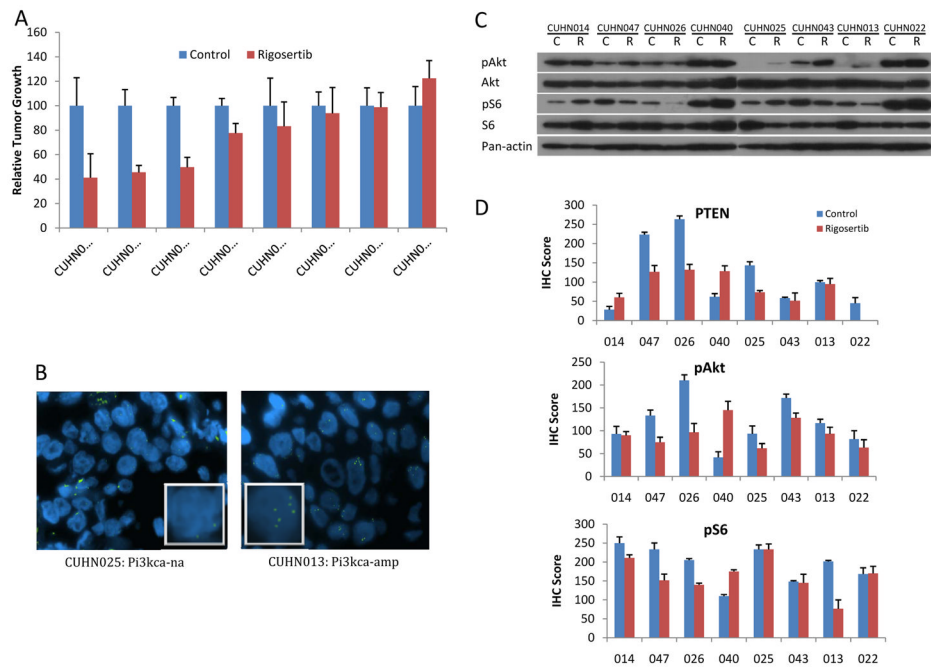 A
Relative Tumor Growth
160
140
120
100
80
60
40
20
0
Control
Rigosertib
CUHN0... CUHN0... CUHN0... CUHN0... CUHN0... CUHN0... CUHN0... CUHN0...
B
CUHN025: Pi3kca-na
CUHN013: Pi3kca-amp
C
CUHN014 CUHN047 CUHN026 CUHN040 CUHN025 CUHN043 CUHN013 CUHN022
C R C R C R C R C R C R C R C R
pAkt
Akt
pS6
S6
Pan-actin
D
PTEN
Control
Rigosertib
IHC Score
300
250
200
150
100
50
0
014 047 026 040 025 043 013 022
pAkt
IHC Score
250
200
150
100
50
0
014 047 026 040 025 043 013 022
pS6
IHC Score
300
250
200
150
100
50
0
014 047 026 040 025 043 013 022